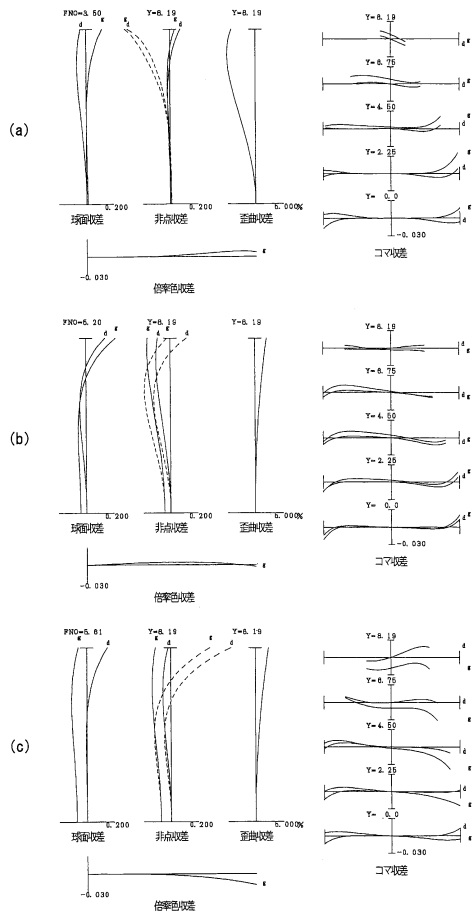 (a)
FNO=3.50 Y=8.19 Y=8.19
d g g d
0.200 0.200 5.000%
球面収差 非点収差 歪曲収差
-0.030 g
倍率色収差
Y=8.19
d g
Y=6.75
d g
Y=4.50
g d
Y=2.25
g d
Y= 0.0
g d
-0.030
コマ収差
(b)
FNO=5.20 Y=8.19 Y=8.19
d g g d g d
0.200 0.200 5.000%
球面収差 非点収差 歪曲収差
-0.030 g
倍率色収差
Y=8.19
d g
Y=6.75
d g
Y=4.50
d g
Y=2.25
g d
Y= 0.0
g d
-0.030
コマ収差
(c)
FNO=5.81 Y=8.19 Y=8.19
g d g d g d
0.200 0.200 5.000%
球面収差 非点収差 歪曲収差
-0.030 g
倍率色収差
Y=8.19
d g
Y=6.75
d g
Y=4.50
d g
Y=2.25
d g
Y= 0.0
d g
-0.030
コマ収差